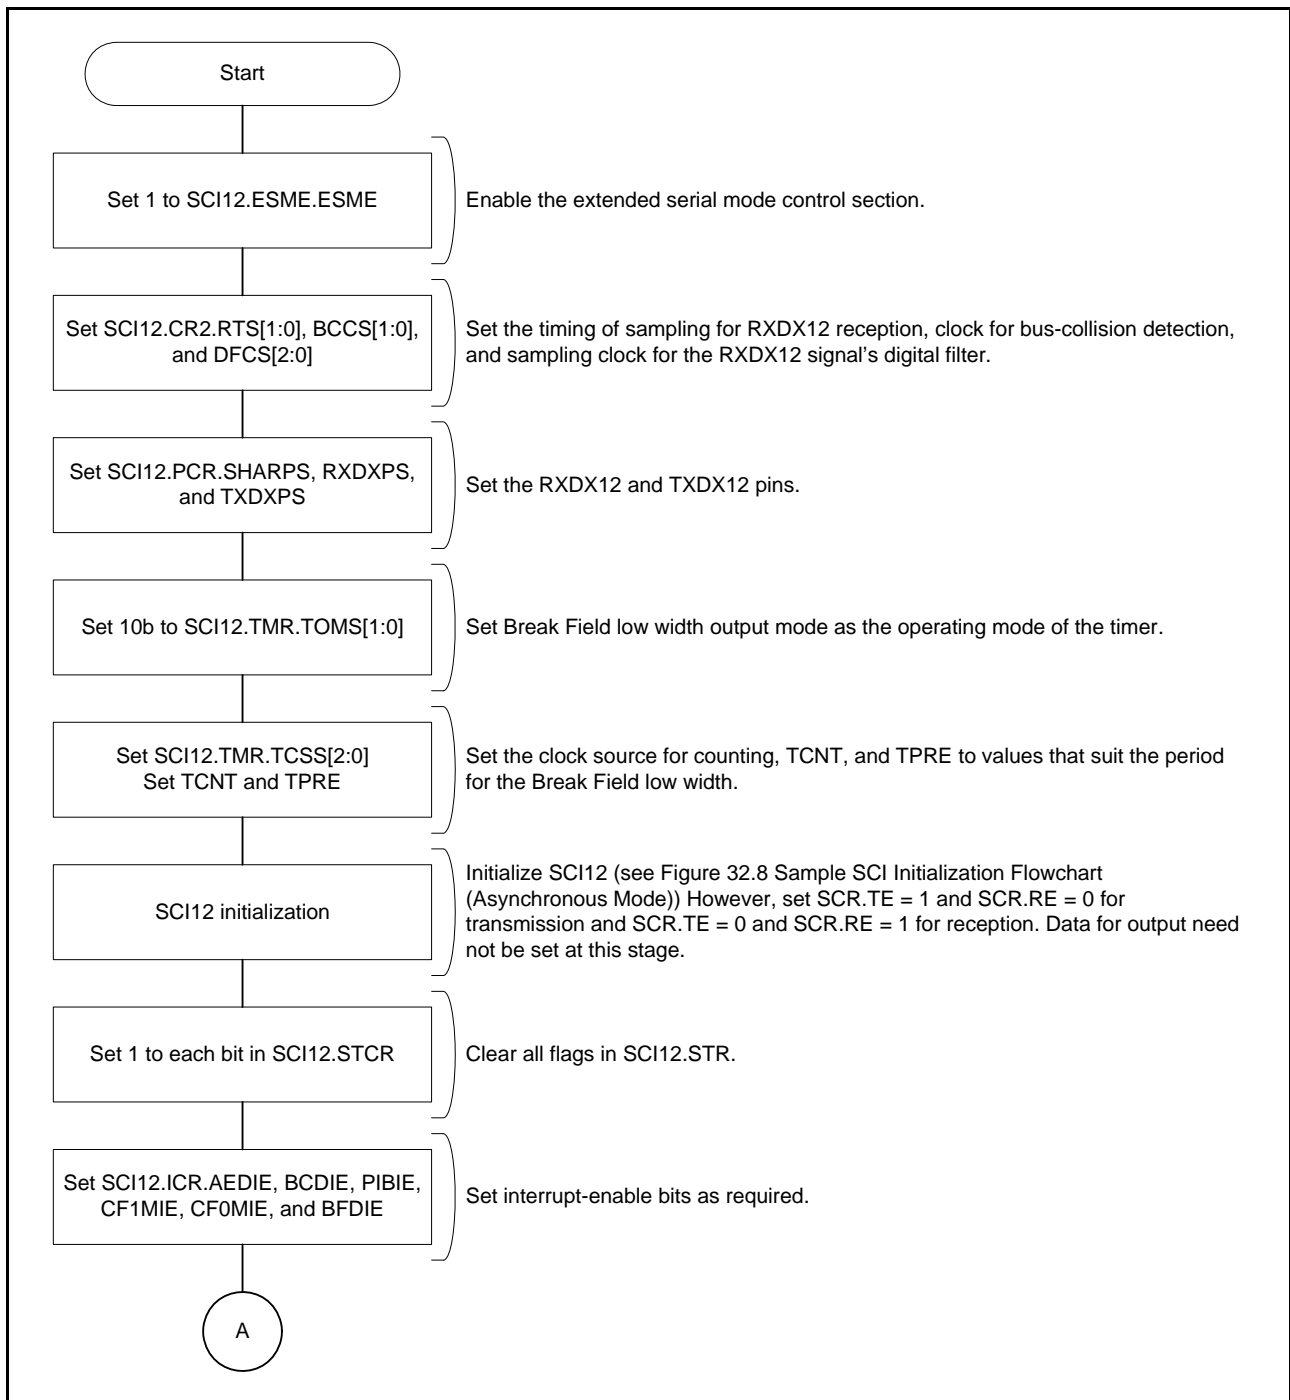 Start
Set 1 to SCI12.ESME.ESME
Enable the extended serial mode control section.
Set SCI12.CR2.RTS[1:0], BCCS[1:0],
and DFCS[2:0]
Set the timing of sampling for RXDX12 reception, clock for bus-collision detection,
and sampling clock for the RXDX12 signal's digital filter.
Set SCI12.PCR.SHARPS, RXDXPS,
and TXDXPS
Set the RXDX12 and TXDX12 pins.
Set 10b to SCI12.TMR.TOMS[1:0]
Set Break Field low width output mode as the operating mode of the timer.
Set SCI12.TMR.TCSS[2:0]
Set TCNT and TPRE
Set the clock source for counting, TCNT, and TPRE to values that suit the period
for the Break Field low width.
SCI12 initialization
Initialize SCI12 (see Figure 32.8 Sample SCI Initialization Flowchart
(Asynchronous Mode)) However, set SCR.TE = 1 and SCR.RE = 0 for
transmission and SCR.TE = 0 and SCR.RE = 1 for reception. Data for output need
not be set at this stage.
Set 1 to each bit in SCI12.STCR
Clear all flags in SCI12.STR.
Set SCI12.ICR.AEDIE, BCDIE, PIBIE,
CF1MIE, CF0MIE, and BFDIE
Set interrupt-enable bits as required.
A